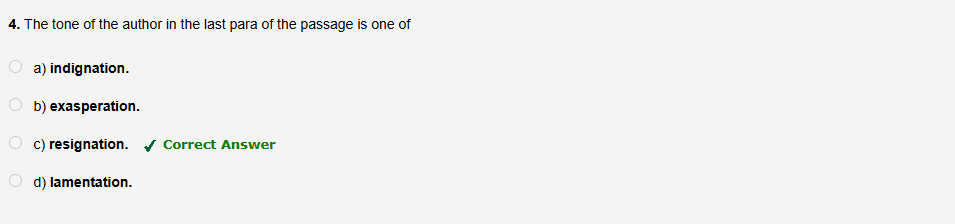 4. The tone of the author in the last para of the passage is one of
a) indignation.
b) exasperation.
c) resignation. ✓ Correct Answer
d) lamentation.